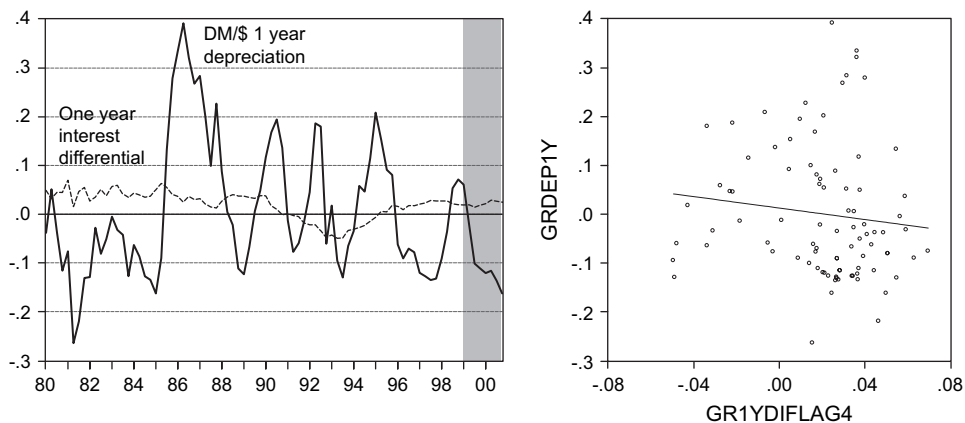 .4
.3
.2
.1
.0
-.1
-.2
-.3
DM/$ 1 year
depreciation
One year
interest
differential
80 82 84 86 88 90 92 94 96 98 00
.4
.3
.2
.1
.0
-.1
-.2
-.3
GRDEP1Y
-.08 -.04 .00 .04 .08
GR1YDIFLAG4